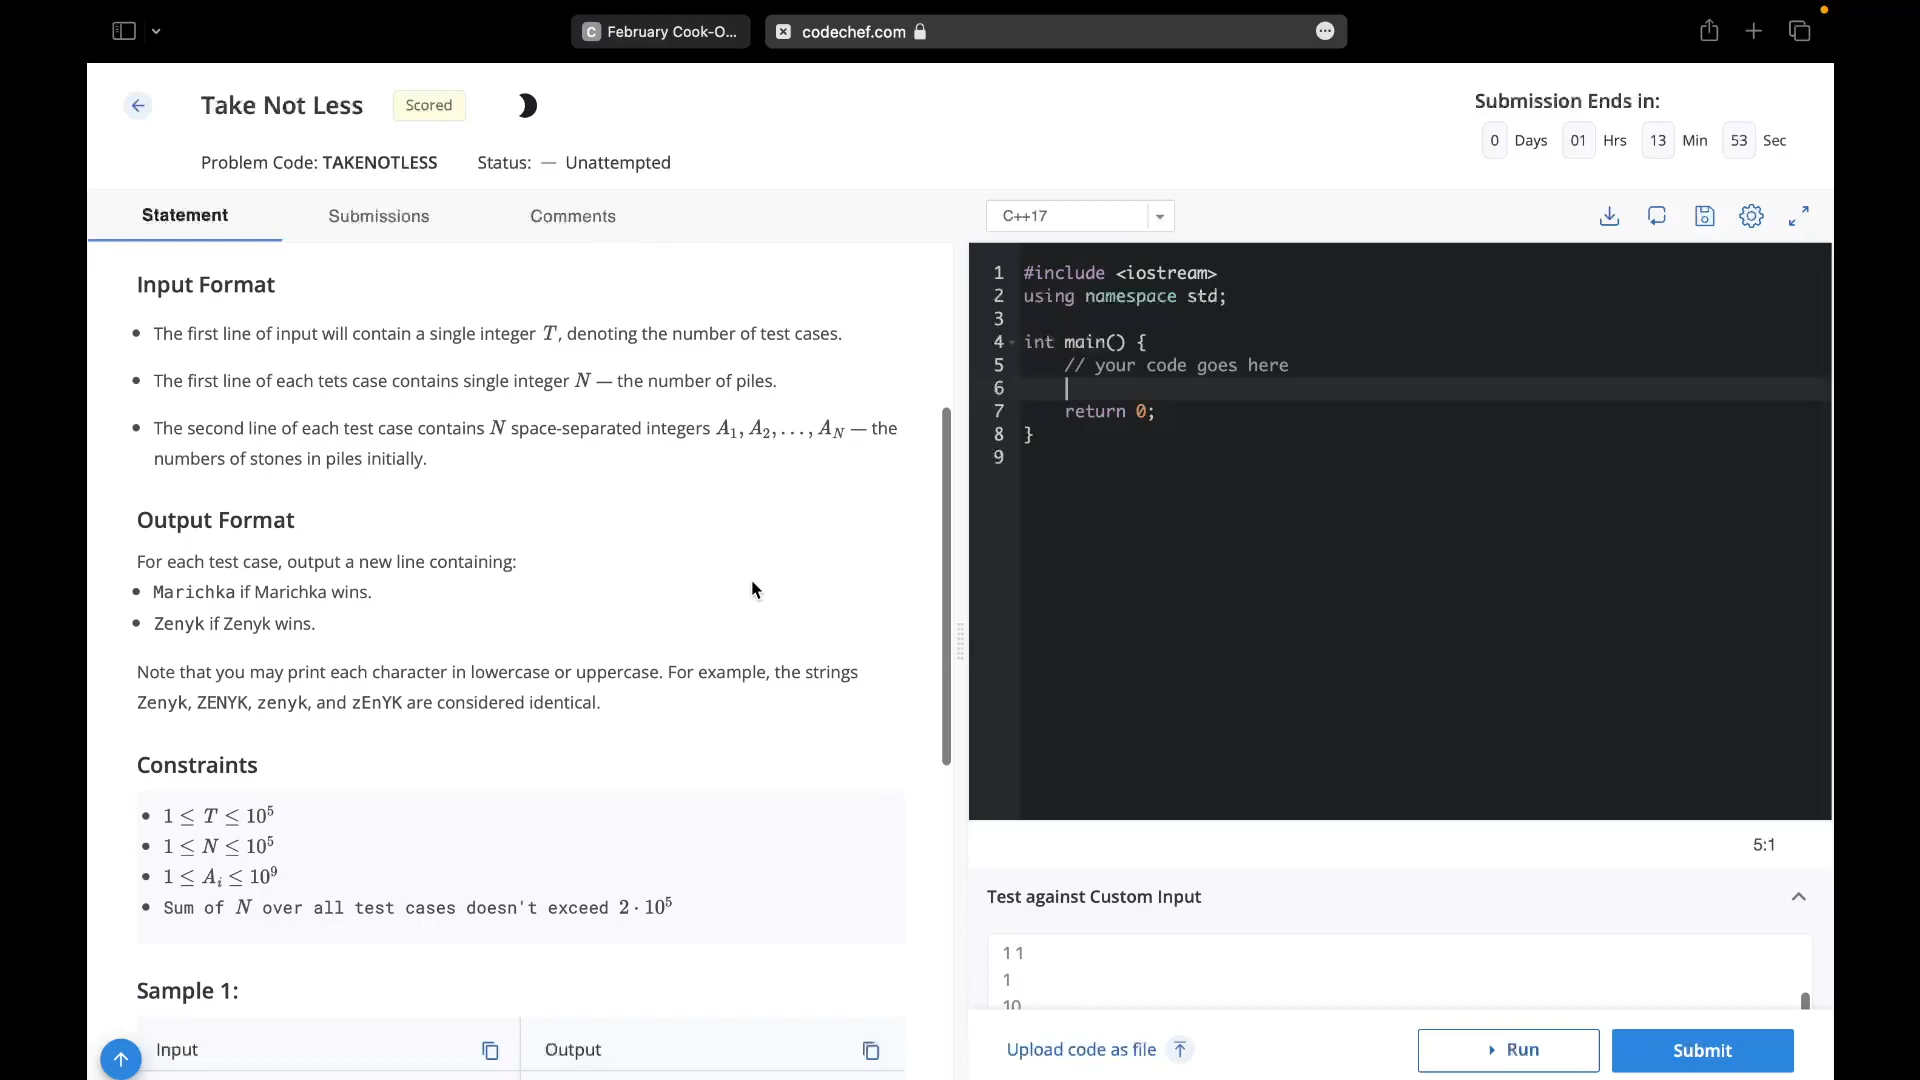 February Cook-O...
codechef.com
Take Not Less
Scored
Submission Ends in:
0 Days 01 Hrs 13 Min 53 Sec
Problem Code: TAKENOTLESS Status: — Unattempted
Statement Submissions Comments
C++17
Input Format
The first line of input will contain a single integer T, denoting the number of test cases.
The first line of each tets case contains single integer N — the number of piles.
The second line of each test case contains N space-separated integers A₁, A₂, . . . , A_N — the
numbers of stones in piles initially.
Output Format
For each test case, output a new line containing:
Marichka if Marichka wins.
Zenyk if Zenyk wins.
Note that you may print each character in lowercase or uppercase. For example, the strings
Zenyk, ZENYK, zenyk, and zEnYK are considered identical.
Constraints
1 ≤ T ≤ 10⁵
1 ≤ N ≤ 10⁵
1 ≤ Aᵢ ≤ 10⁹
Sum of N over all test cases doesn't exceed 2 · 10⁵
Sample 1:
Input Output
1 #include <iostream>
2 using namespace std;
3
4 int main() {
5 // your code goes here
6
7 return 0;
8 }
9
5:1
Test against Custom Input
1 1
1
10
Upload code as file
Run
Submit